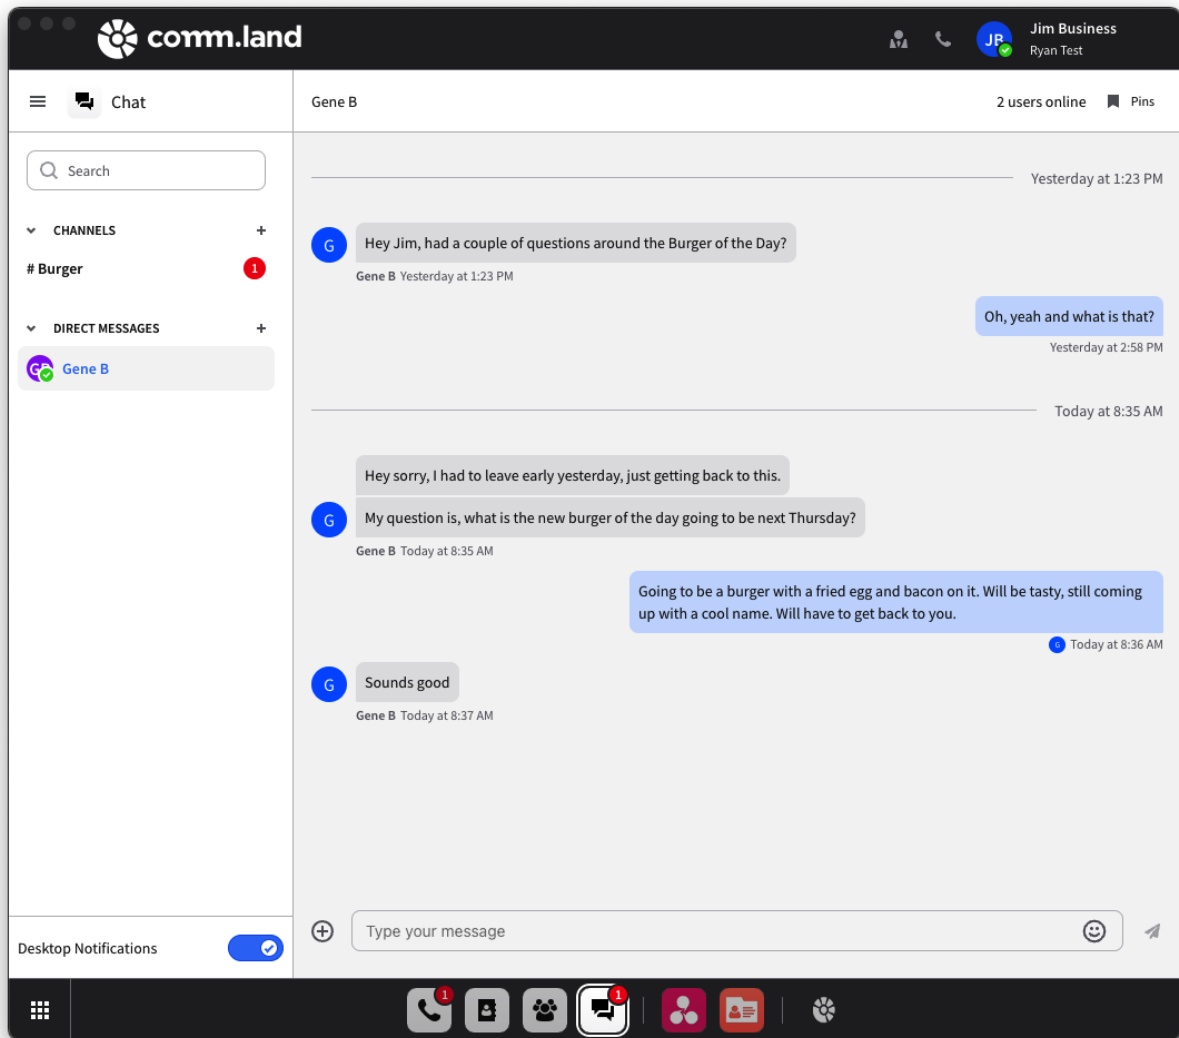 comm.land
JB
Jim Business
Ryan Test
Chat
Gene B
2 users online
Pins
Search
CHANNELS
# Burger
1
DIRECT MESSAGES
Gene B
Yesterday at 1:23 PM
G
Hey Jim, had a couple of questions around the Burger of the Day?
Gene B Yesterday at 1:23 PM
Oh, yeah and what is that?
Yesterday at 2:58 PM
Today at 8:35 AM
Hey sorry, I had to leave early yesterday, just getting back to this.
G
My question is, what is the new burger of the day going to be next Thursday?
Gene B Today at 8:35 AM
Going to be a burger with a fried egg and bacon on it. Will be tasty, still coming
up with a cool name. Will have to get back to you.
G Today at 8:36 AM
G
Sounds good
Gene B Today at 8:37 AM
Type your message
Desktop Notifications
1
1